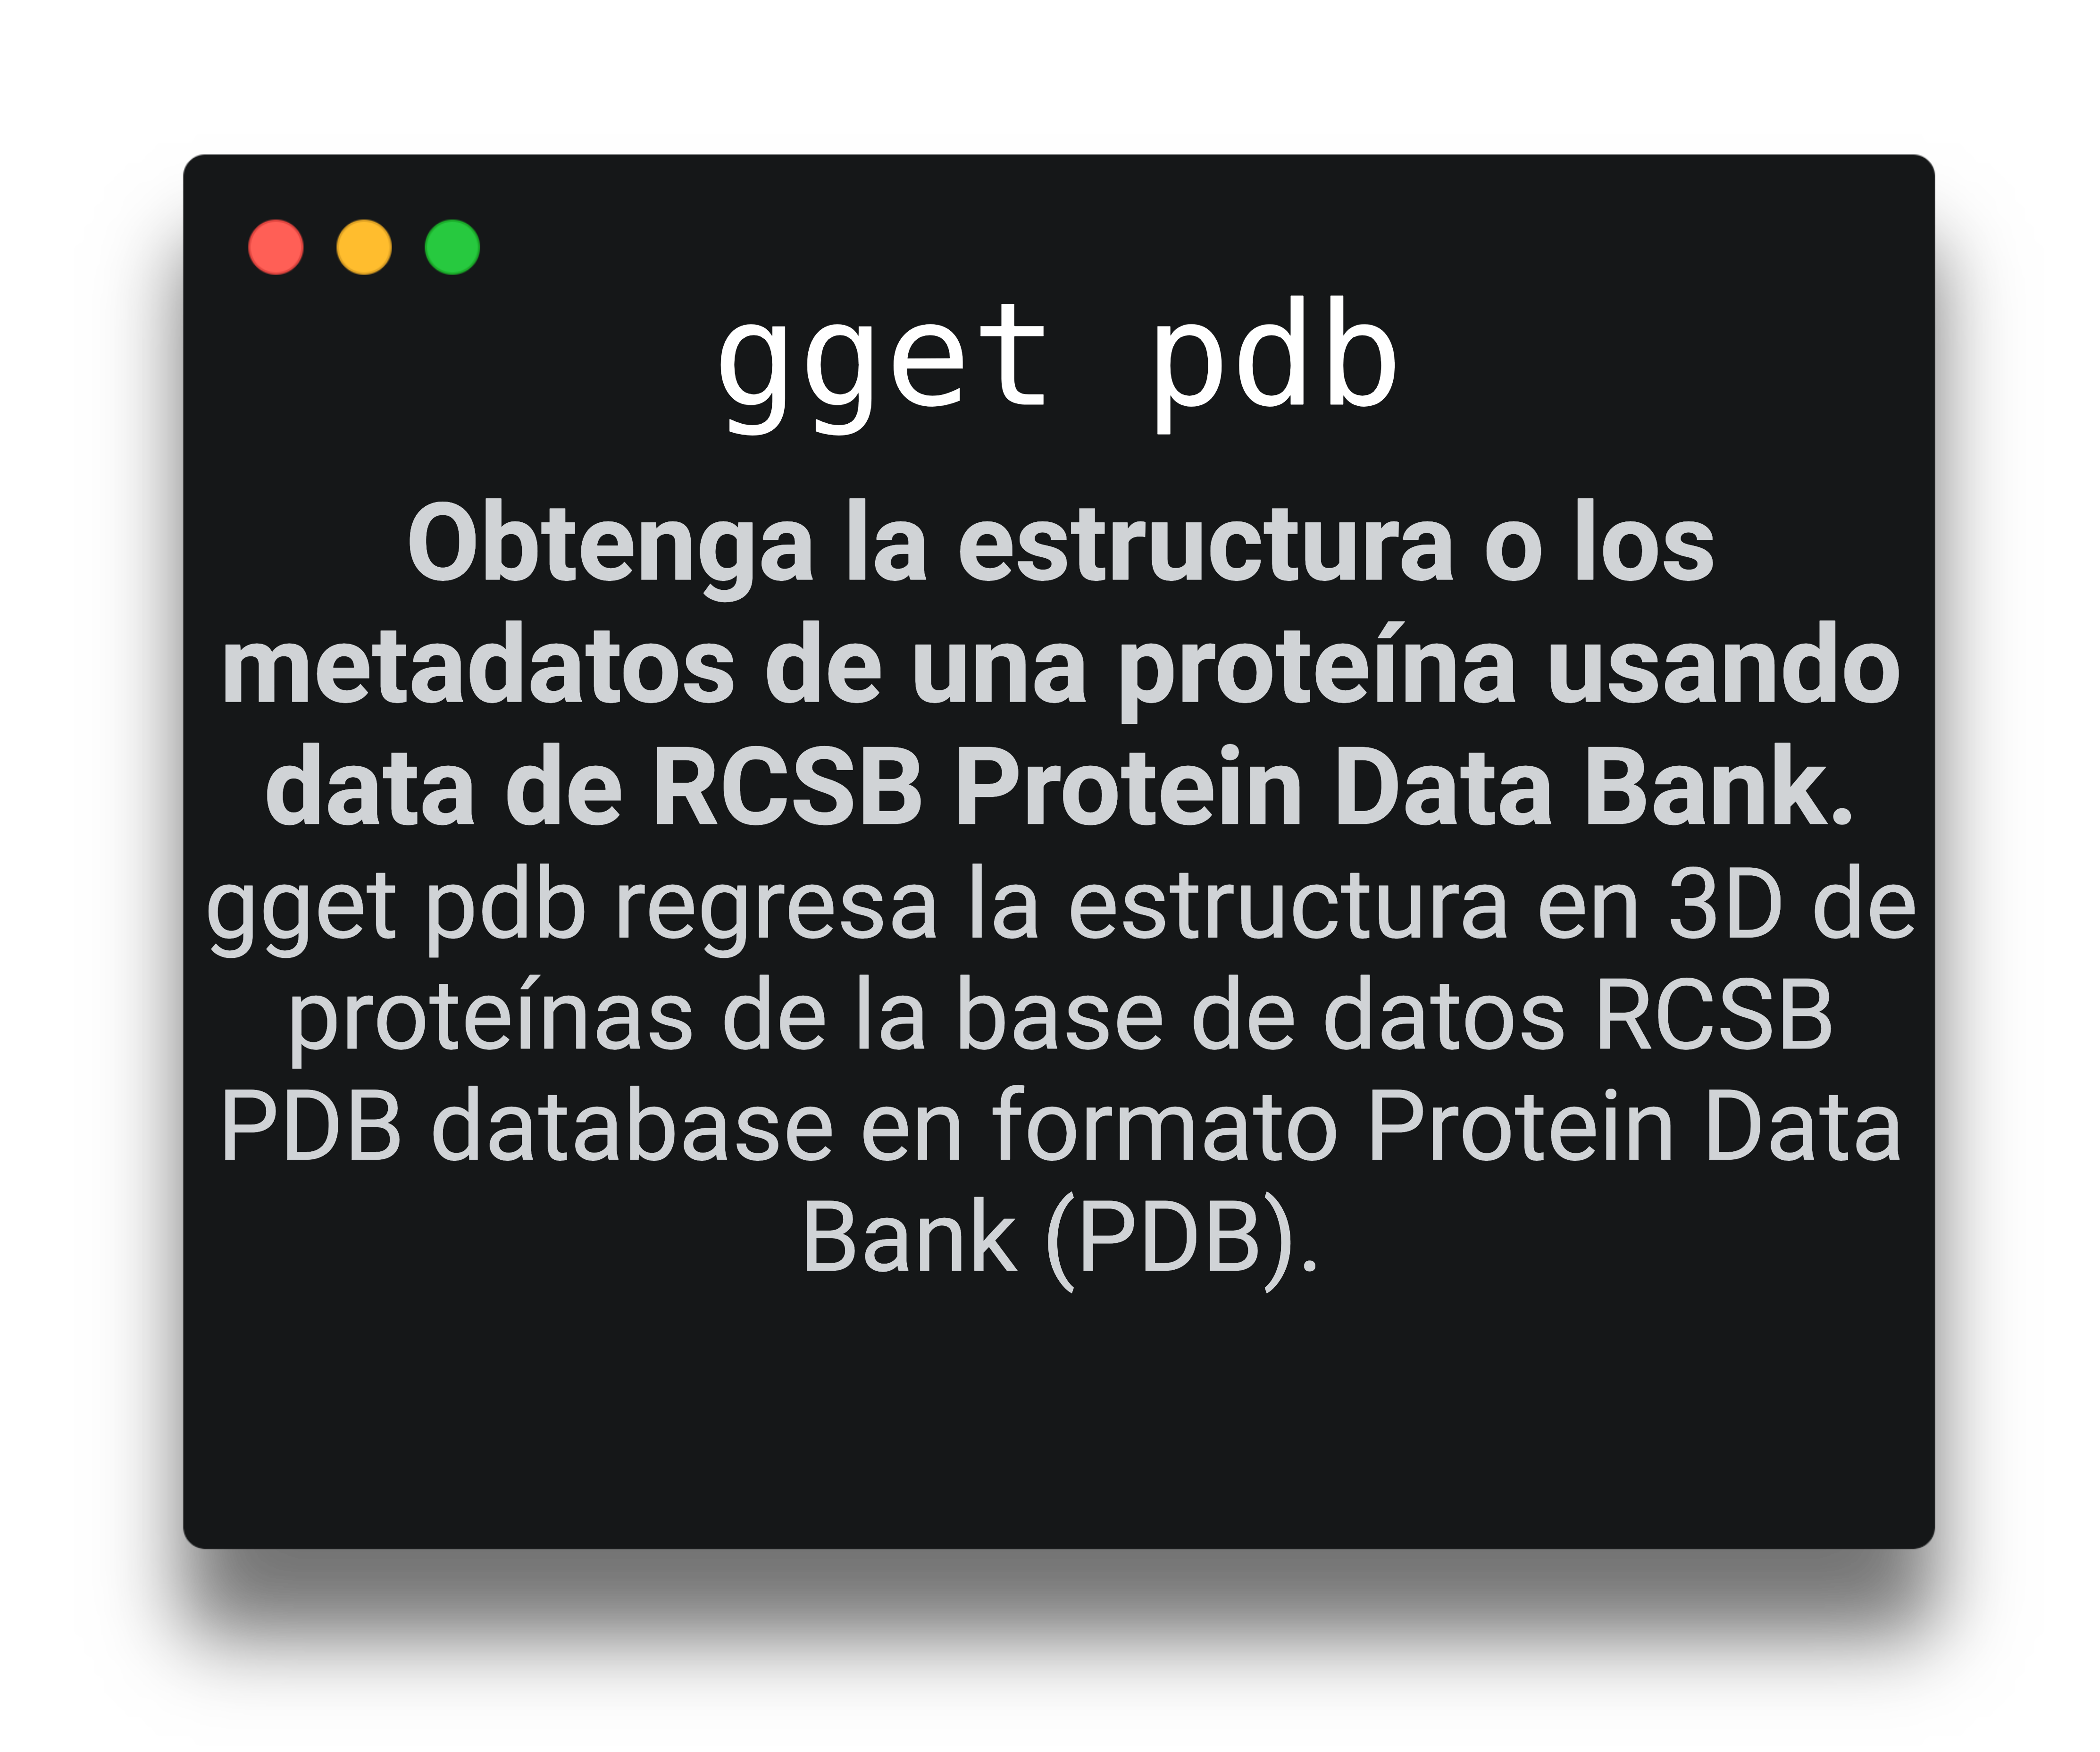 gget pdb
Obtenga la estructura o los
metadatos de una proteína usando
data de RCSB Protein Data Bank.
gget pdb regresa la estructura en 3D de
proteínas de la base de datos RCSB
PDB database en formato Protein Data
Bank (PDB).